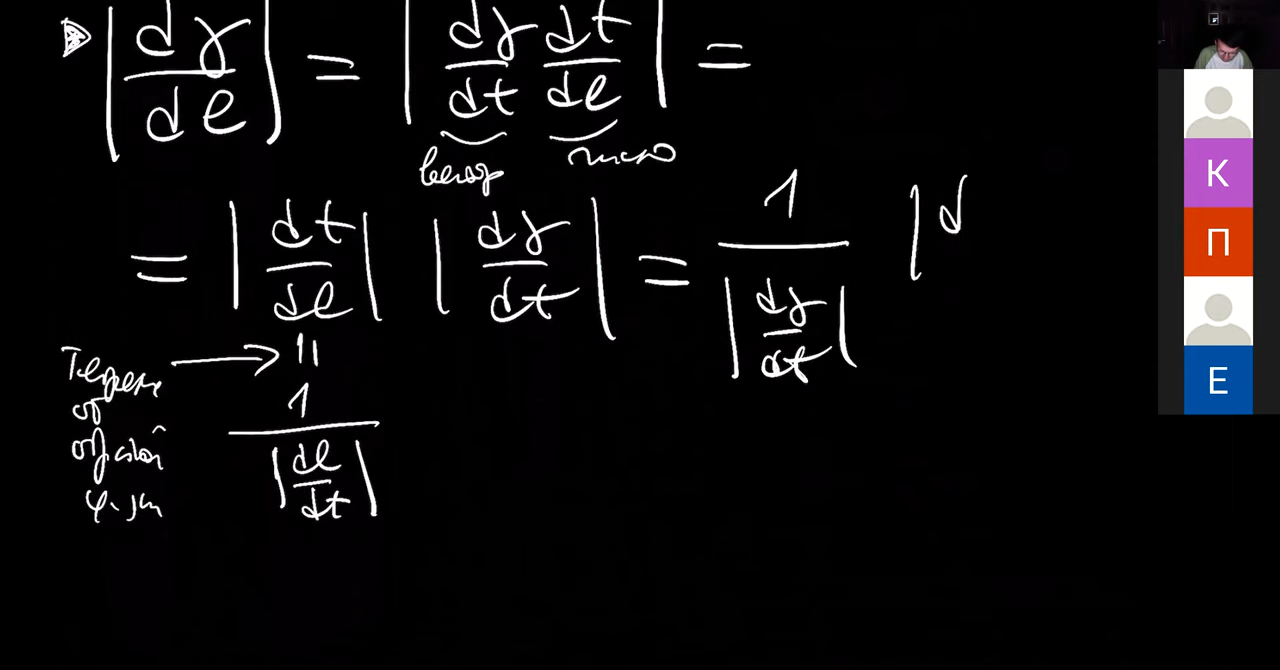 |dγ/dl| = |dγ/dt dt/dl| =
вектор число
= |dt/dl| |dγ/dt| = 1/|dγ/dt| |d
Теорема → ||
об 1/|dl/dt|
обратной
ф-ии
К
П
Е